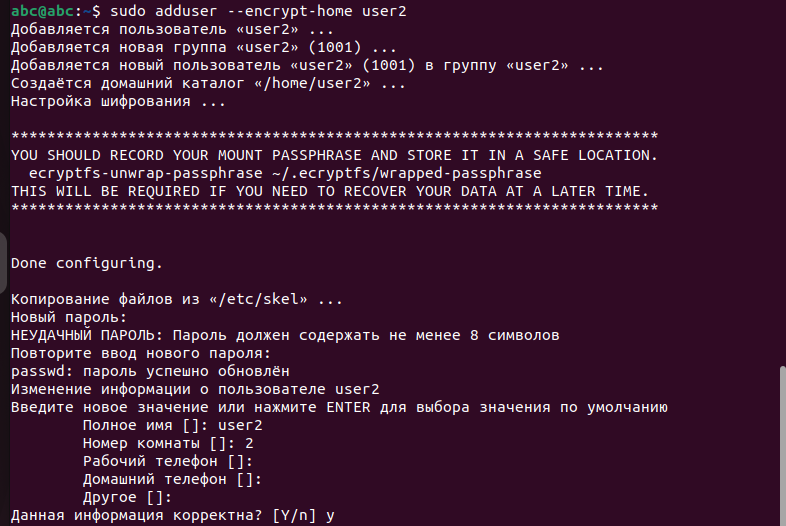 abc@abc:~$ sudo adduser --encrypt-home user2
Добавляется пользователь «user2» ...
Добавляется новая группа «user2» (1001) ...
Добавляется новый пользователь «user2» (1001) в группу «user2» ...
Создаётся домашний каталог «/home/user2» ...
Настройка шифрования ...
************************************************************************
YOU SHOULD RECORD YOUR MOUNT PASSPHRASE AND STORE IT IN A SAFE LOCATION.
  ecryptfs-unwrap-passphrase ~/.ecryptfs/wrapped-passphrase
THIS WILL BE REQUIRED IF YOU NEED TO RECOVER YOUR DATA AT A LATER TIME.
************************************************************************
Done configuring.
Копирование файлов из «/etc/skel» ...
Новый пароль:
НЕУДАЧНЫЙ ПАРОЛЬ: Пароль должен содержать не менее 8 символов
Повторите ввод нового пароля:
passwd: пароль успешно обновлён
Изменение информации о пользователе user2
Введите новое значение или нажмите ENTER для выбора значения по умолчанию
        Полное имя []: user2
        Номер комнаты []: 2
        Рабочий телефон []:
        Домашний телефон []:
        Другое []:
Данная информация корректна? [Y/n] y